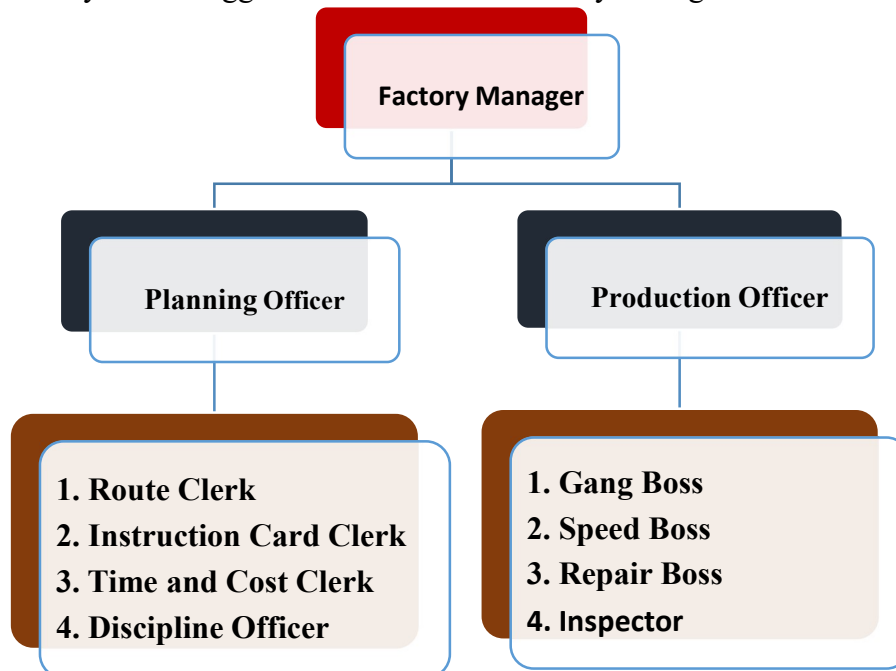 Factory Manager
Planning Officer
Production Officer
1. Route Clerk
2. Instruction Card Clerk
3. Time and Cost Clerk
4. Discipline Officer
1. Gang Boss
2. Speed Boss
3. Repair Boss
4. Inspector